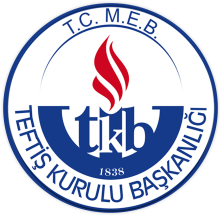 T.C. M.E.B.
tkb
1838
TEFTİŞ KURULU BAŞKANLIĞI